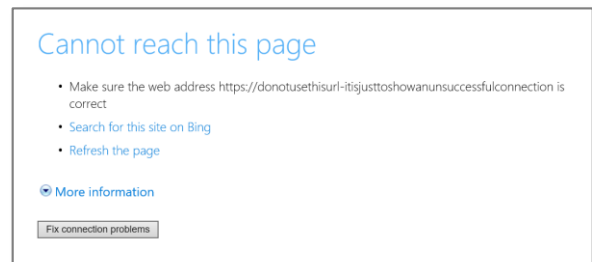 Cannot reach this page
• Make sure the web address https://donotusethisurl-itisjusttoshowanunsuccessfulconnection is
correct
• Search for this site on Bing
• Refresh the page
More information
Fix connection problems